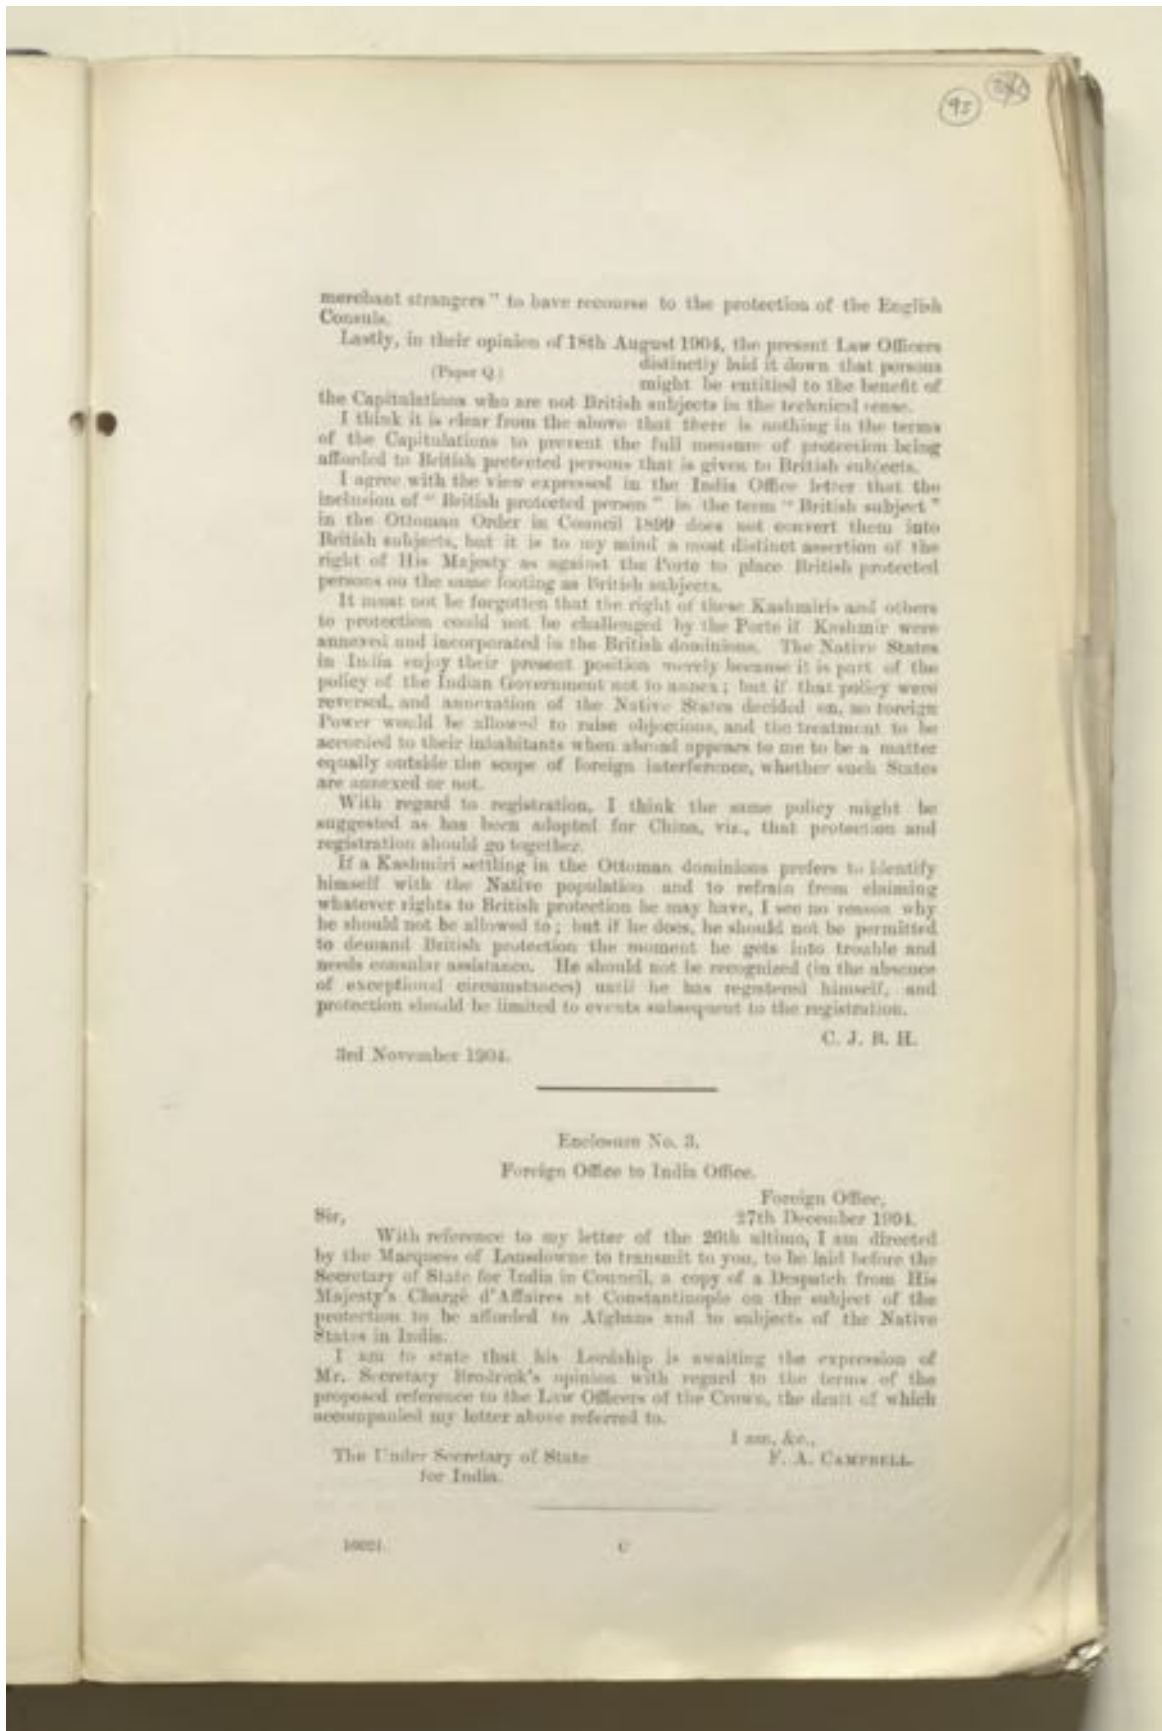 95
merchant strangers" to have recourse to the protection of the English
Consuls.
Lastly, in their opinion of 18th August 1904, the present Law Officers
distinctly laid it down that persons
(Paper Q.)
might be entitled to the benefit of
the Capitulations who are not British subjects in the technical sense.
I think it is clear from the above that there is nothing in the terms
of the Capitulations to prevent the full measure of protection being
afforded to British protected persons that is given to British subjects.
I agree with the view expressed in the India Office letter that the
inclusion of "British protected person" in the term "British subject"
in the Ottoman Order in Council 1899 does not convert them into
British subjects, but it is to my mind a most distinct assertion of the
right of His Majesty as against the Porte to place British protected
persons on the same footing as British subjects.
It must not be forgotten that the right of these Kashmiris and others
to protection could not be challenged by the Porte if Kashmir were
annexed and incorporated in the British dominions. The Native States
in India enjoy their present position merely because it is part of the
policy of the Indian Government not to annex; but if that policy were
reversed, and annexation of the Native States decided on, no foreign
Power would be allowed to raise objections, and the treatment to be
accorded to their inhabitants when abroad appears to me to be a matter
equally outside the scope of foreign interference, whether such States
are annexed or not.
With regard to registration, I think the same policy might be
suggested as has been adopted for China, viz., that protection and
registration should go together.
If a Kashmiri settling in the Ottoman dominions prefers to identify
himself with the Native population and to refrain from claiming
whatever rights to British protection he may have, I see no reason why
he should not be allowed to; but if he does, he should not be permitted
to demand British protection the moment he gets into trouble and
needs consular assistance. He should not be recognized (in the absence
of exceptional circumstances) until he has registered himself, and
protection should be limited to events subsequent to the registration.
C. J. B. H.
3rd November 1904.
Enclosure No. 3.
Foreign Office to India Office.
Foreign Office,
Sir, 27th December 1904.
With reference to my letter of the 26th ultimo, I am directed
by the Marquess of Lansdowne to transmit to you, to be laid before the
Secretary of State for India in Council, a copy of a Despatch from His
Majesty's Chargé d'Affaires at Constantinople on the subject of the
protection to be afforded to Afghans and to subjects of the Native
States in India.
I am to state that his Lordship is awaiting the expression of
Mr. Secretary Brodrick's opinion with regard to the terms of the
proposed reference to the Law Officers of the Crown, the draft of which
accompanied my letter above referred to.
I am, &c.,
The Under Secretary of State F. A. CAMPBELL.
for India.
C